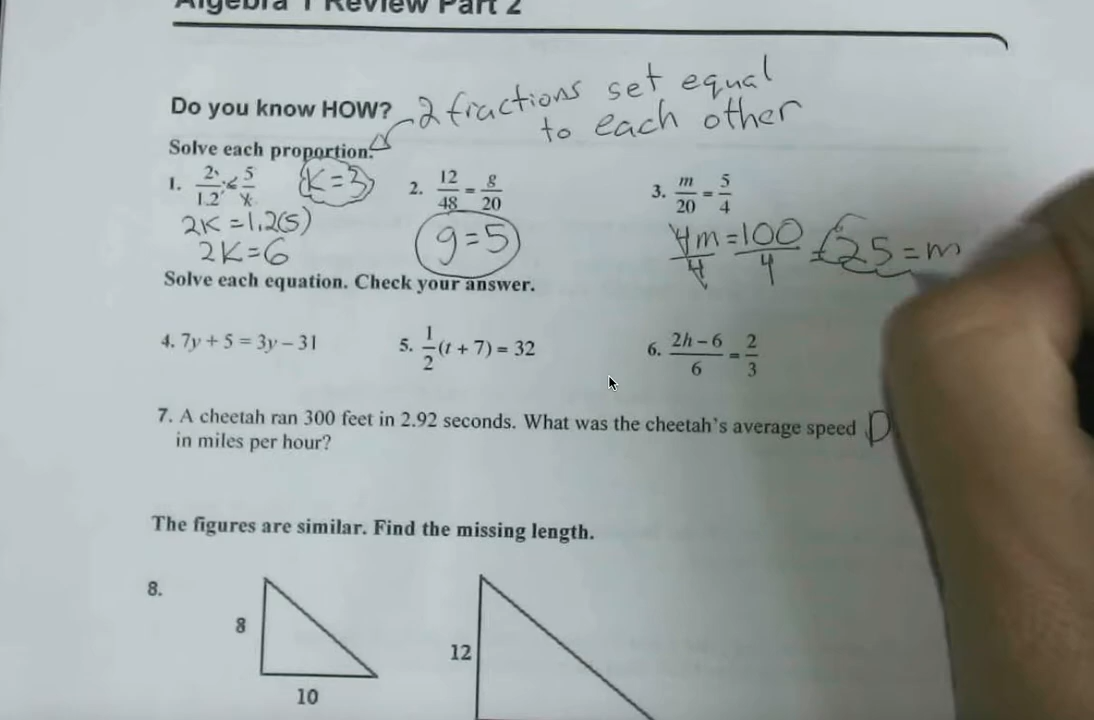 Algebra 1 Review Part 2
Do you know HOW?
2 fractions set equal
to each other
Solve each proportion.
1. 2/1.2 = 5/k
K=3
2K = 1.2(5)
2K = 6
2. 12/48 = g/20
g = 5
3. m/20 = 5/4
4m = 100
4 4
25 = m
Solve each equation. Check your answer.
4. 7y + 5 = 3y – 31
5. 1/2(t + 7) = 32
6. 2h – 6/6 = 2/3
7. A cheetah ran 300 feet in 2.92 seconds. What was the cheetah's average speed
in miles per hour?
The figures are similar. Find the missing length.
8.
8
10
12